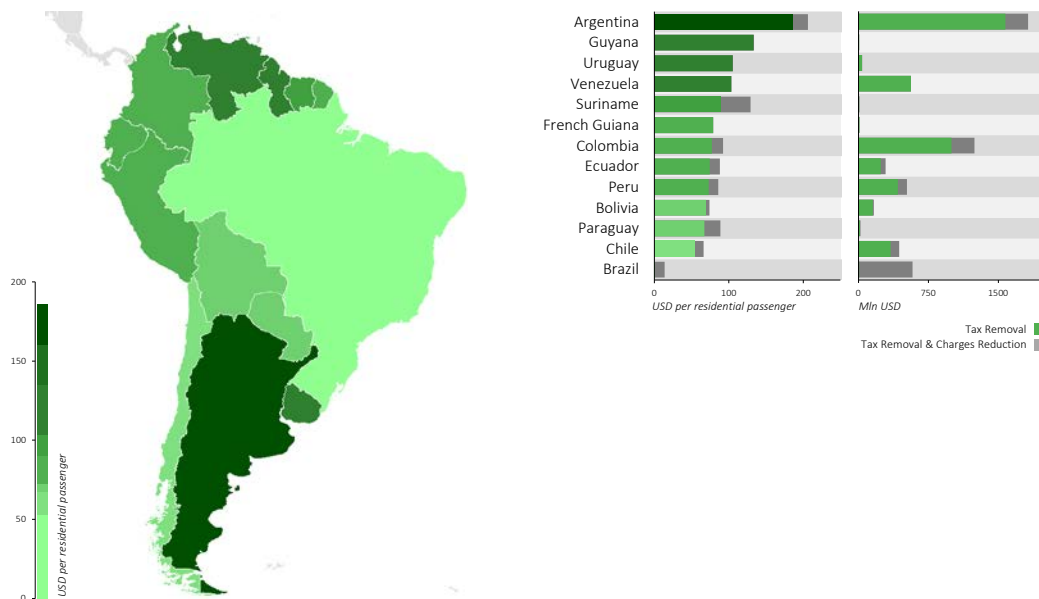 Argentina
Guyana
Uruguay
Venezuela
Suriname
French Guiana
Colombia
Ecuador
Peru
Bolivia
Paraguay
Chile
Brazil
0 100 200
USD per residential passenger
0 750 1500
Mln USD
Tax Removal
Tax Removal & Charges Reduction
200
150
100
50
0
USD per residential passenger